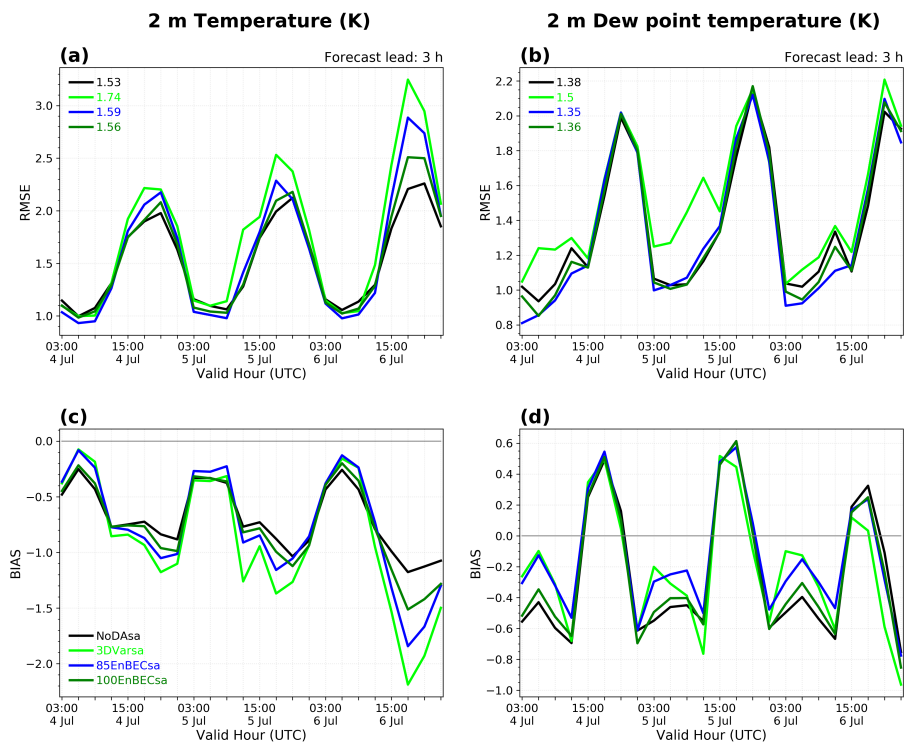 2 m Temperature (K)
2 m Dew point temperature (K)
(a)
Forecast lead: 3 h
1.53
1.74
1.59
1.56
3.0
2.5
2.0
1.5
1.0
RMSE
03:00
4 Jul
15:00
4 Jul
03:00
5 Jul
15:00
5 Jul
03:00
6 Jul
15:00
6 Jul
Valid Hour (UTC)
(b)
Forecast lead: 3 h
1.38
1.5
1.35
1.36
2.2
2.0
1.8
1.6
1.4
1.2
1.0
0.8
RMSE
03:00
4 Jul
15:00
4 Jul
03:00
5 Jul
15:00
5 Jul
03:00
6 Jul
15:00
6 Jul
Valid Hour (UTC)
(c)
0.0
−0.5
−1.0
−1.5
−2.0
BIAS
NoDAsa
3DVarsa
85EnBECsa
100EnBECsa
03:00
4 Jul
15:00
4 Jul
03:00
5 Jul
15:00
5 Jul
03:00
6 Jul
15:00
6 Jul
Valid Hour (UTC)
(d)
0.6
0.4
0.2
0.0
−0.2
−0.4
−0.6
−0.8
−1.0
BIAS
03:00
4 Jul
15:00
4 Jul
03:00
5 Jul
15:00
5 Jul
03:00
6 Jul
15:00
6 Jul
Valid Hour (UTC)